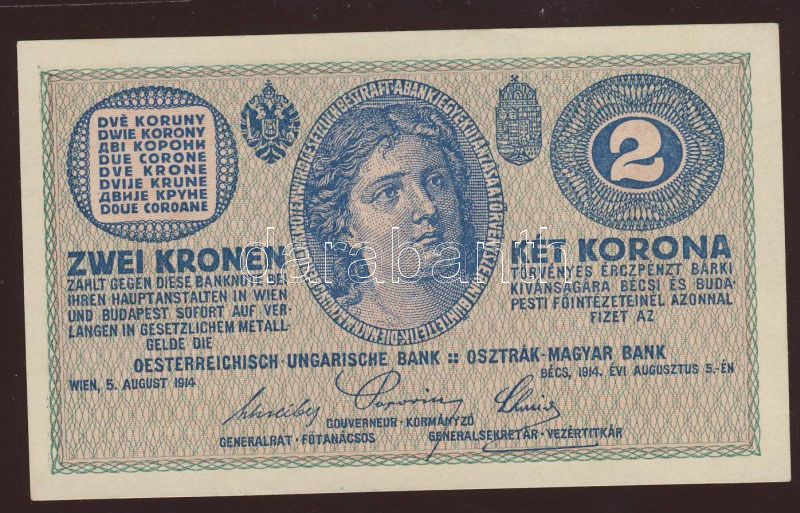 DVĚ KORUNY
DWIE KORONY
ДВІ КОРОНИ
DUE CORONE
DVE KRONE
DVIJE KRUNE
ДВИЈЕ КРУНЕ
DOUE COROANE
2
ZWEI KRONEN
ZAHLT GEGEN DIESE BANKNOTE BEI
IHREN HAUPTANSTALTEN IN WIEN
UND BUDAPEST SOFORT AUF VER-
LANGEN IN GESETZLICHEM METALL-
GELDE DIE
KÉT KORONA
TÖRVÉNYES ÉRCZPÉNZT BÁRKI
KIVÁNSÁGÁRA BÉCSI ÉS BUDA-
PESTI FŐINTÉZETEINÉL AZONNAL
FIZET AZ
OESTERREICHISCH-UNGARISCHE BANK :: OSZTRÁK-MAGYAR BANK
WIEN, 5. AUGUST 1914
BÉCS, 1914. ÉVI AUGUSZTUS 5.-ÉN
GOUVERNEUR · KORMÁNYZÓ
GENERALRAT · FŐTANÁCSOS
GENERALSEKRETÄR · VEZÉRTITKÁR
darabanth